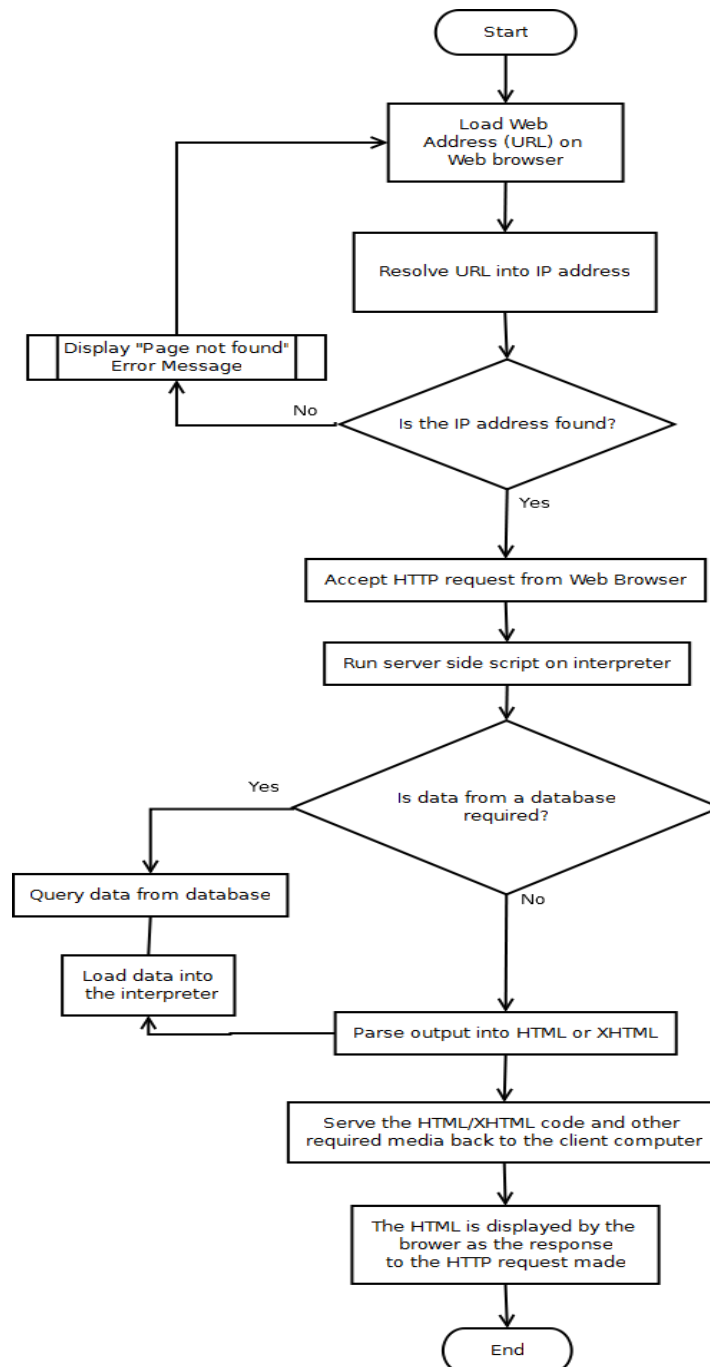 Start
Load Web
Address (URL) on
Web browser
Resolve URL into IP address
Display "Page not found"
Error Message
No
Is the IP address found?
Yes
Accept HTTP request from Web Browser
Run server side script on interpreter
Yes
Is data from a database
required?
Query data from database
No
Load data into
the interpreter
Parse output into HTML or XHTML
Serve the HTML/XHTML code and other
required media back to the client computer
The HTML is displayed by the
brower as the response
to the HTTP request made
End